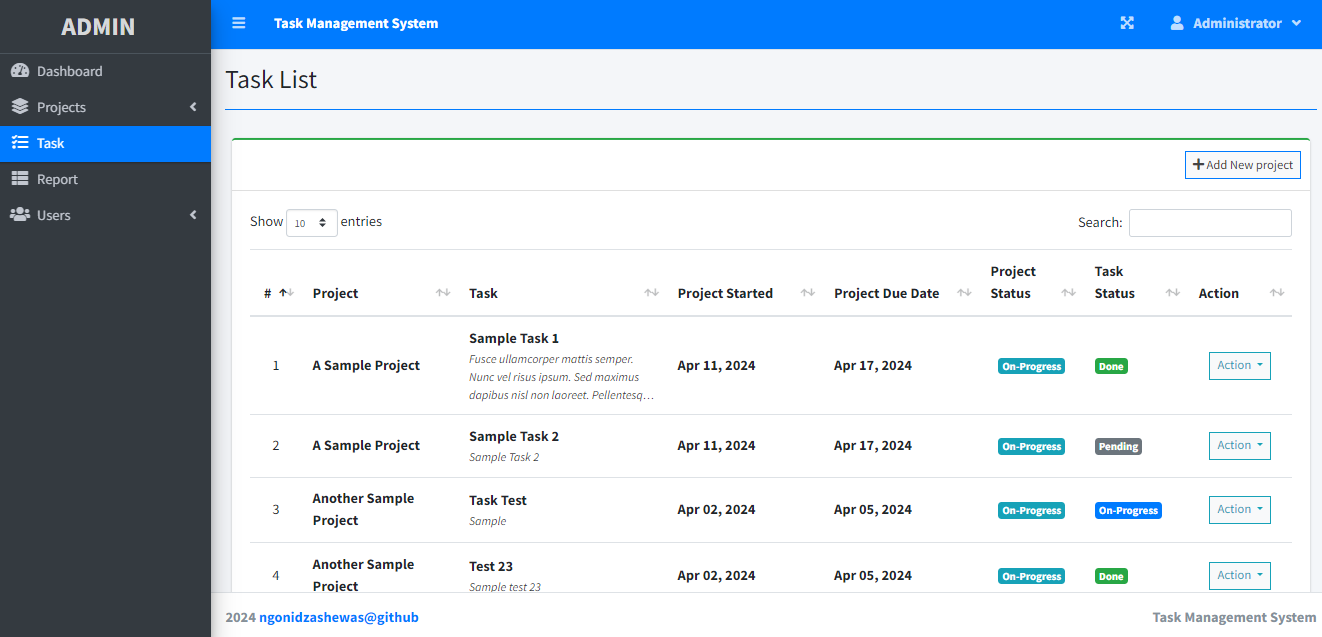 ADMIN
Task Management System
Administrator
Dashboard
Projects
Task
Report
Users
Task List
Add New project
Show 10 entries
Search:
# Project Task Project Started Project Due Date Project Status Task Status Action
1 A Sample Project Sample Task 1 Apr 11, 2024 Apr 17, 2024 On-Progress Done Action
Fusce ullamcorper mattis semper.
Nunc vel risus ipsum. Sed maximus
dapibus nisl non laoreet. Pellentesq…
2 A Sample Project Sample Task 2 Apr 11, 2024 Apr 17, 2024 On-Progress Pending Action
Sample Task 2
3 Another Sample Project Task Test Apr 02, 2024 Apr 05, 2024 On-Progress On-Progress Action
Sample
4 Another Sample Project Test 23 Apr 02, 2024 Apr 05, 2024 On-Progress Done Action
Sample test 23
2024 ngonidzashewas@github
Task Management System